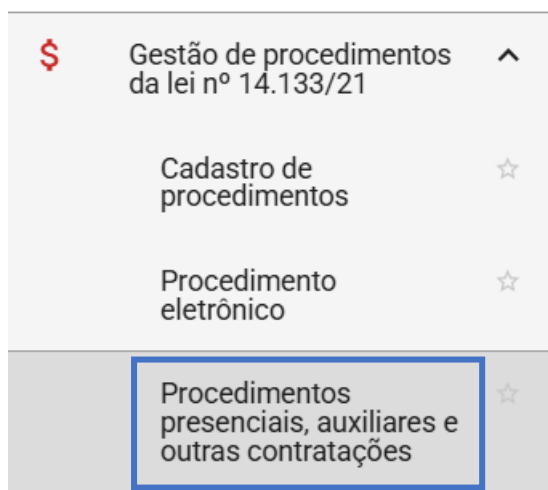 $ Gestão de procedimentos
da lei nº 14.133/21
Cadastro de
procedimentos
Procedimento
eletrônico
Procedimentos
presenciais, auxiliares e
outras contratações